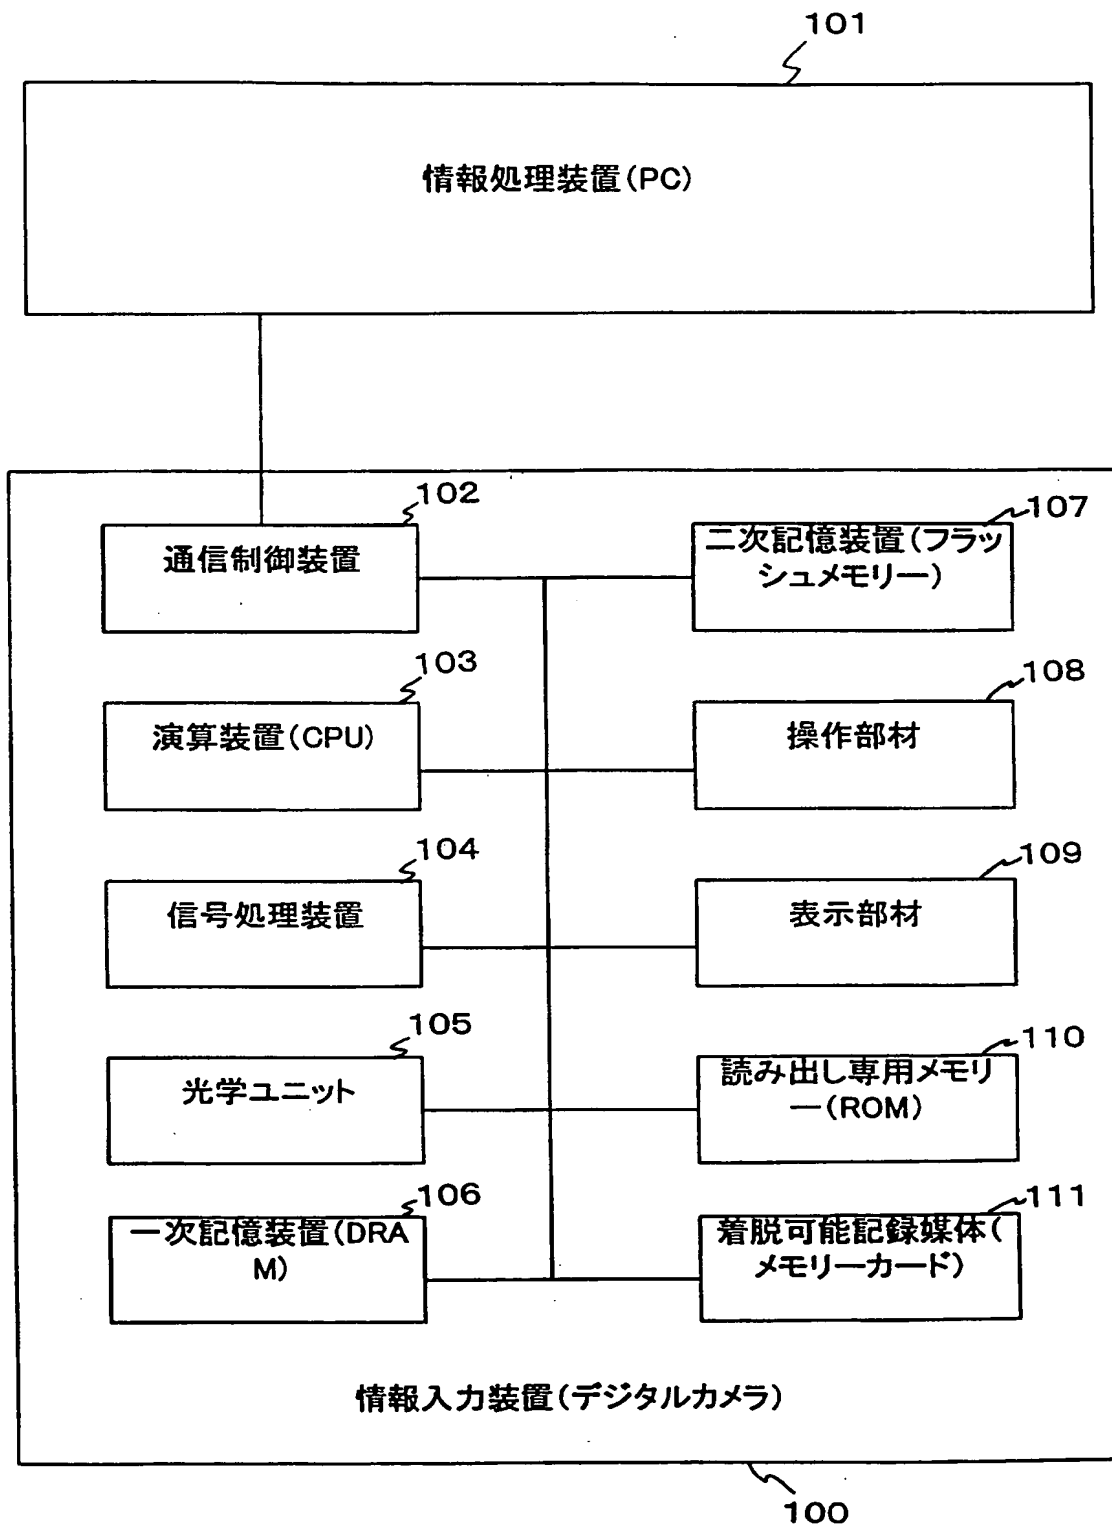 101
情報処理装置(PC)
102
通信制御装置
107
二次記憶装置(フラッ
シュメモリー)
103
演算装置(CPU)
108
操作部材
104
信号処理装置
109
表示部材
105
光学ユニット
110
読み出し専用メモリ
ー(ROM)
106
一次記憶装置(DRA
M)
111
着脱可能記録媒体(
メモリーカード)
情報入力装置(デジタルカメラ)
100